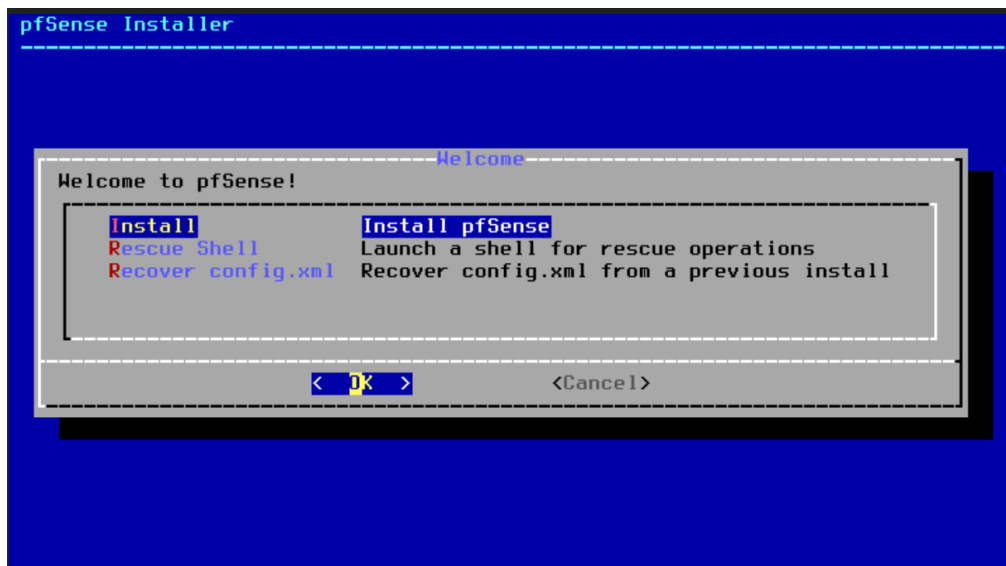 pfSense Installer
Welcome
Welcome to pfSense!
Install Install pfSense
Rescue Shell Launch a shell for rescue operations
Recover config.xml Recover config.xml from a previous install
< OK > <Cancel>